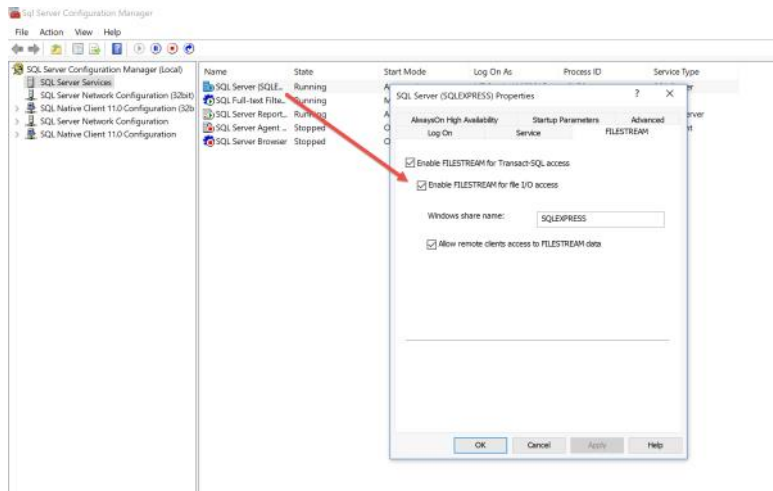 Sql Server Configuration Manager
File Action View Help
SQL Server Configuration Manager (Local)
SQL Server Services
SQL Server Network Configuration (32bit)
SQL Native Client 11.0 Configuration (32b
SQL Server Network Configuration
SQL Native Client 11.0 Configuration
Name State Start Mode Log On As Process ID Service Type
SQL Server (SQLE... Running
SQL Full-text Filte... Running
SQL Server Report... Running
SQL Server Agent ... Stopped
SQL Server Browser Stopped
SQL Server (SQLEXPRESS) Properties ? ×
AlwaysOn High Availability Startup Parameters Advanced
Log On Service FILESTREAM
Enable FILESTREAM for Transact-SQL access
Enable FILESTREAM for file I/O access
Windows share name: SQLEXPRESS
Allow remote clients access to FILESTREAM data
OK Cancel Apply Help